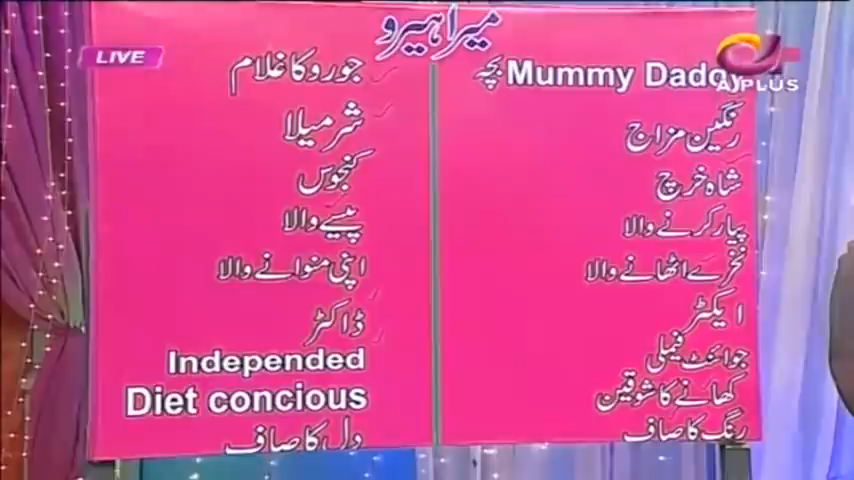 میرا ہیرو
LIVE
A PLUS
Mummy Daddy بچہ
جورو کا غلام
رنگین مزاج
شرمیلا
شاہ خرچ
کنجوس
پیار کرنے والا
پیسے والا
نخرے اٹھانے والا
اپنی منوانے والا
ایکٹر
ڈاکٹر
جوائنٹ فیملی
Independed
کھانے کا شوقین
Diet concious
رنگ کا صاف
دل کا صاف